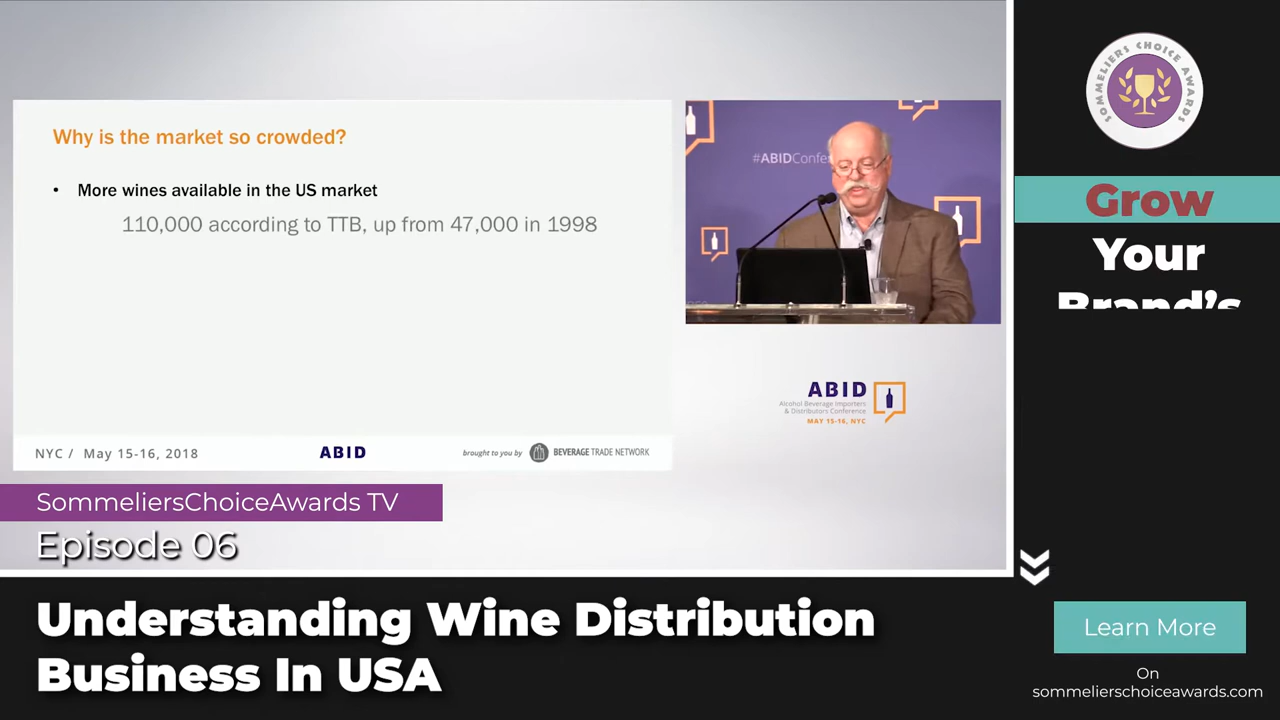 Why is the market so crowded?
• More wines available in the US market
110,000 according to TTB, up from 47,000 in 1998
NYC / May 15-16, 2018
ABID
brought to you by BEVERAGE TRADE NETWORK
#ABIDConfe
ABID
Alcohol Beverage Importers
& Distributors Conference
MAY 15-16, NYC
SommeliersChoiceAwards TV
Episode 06
Understanding Wine Distribution
Business In USA
SOMMELIERS CHOICE AWARDS
Grow
Your
Brand's
Learn More
On
sommelierschoiceawards.com